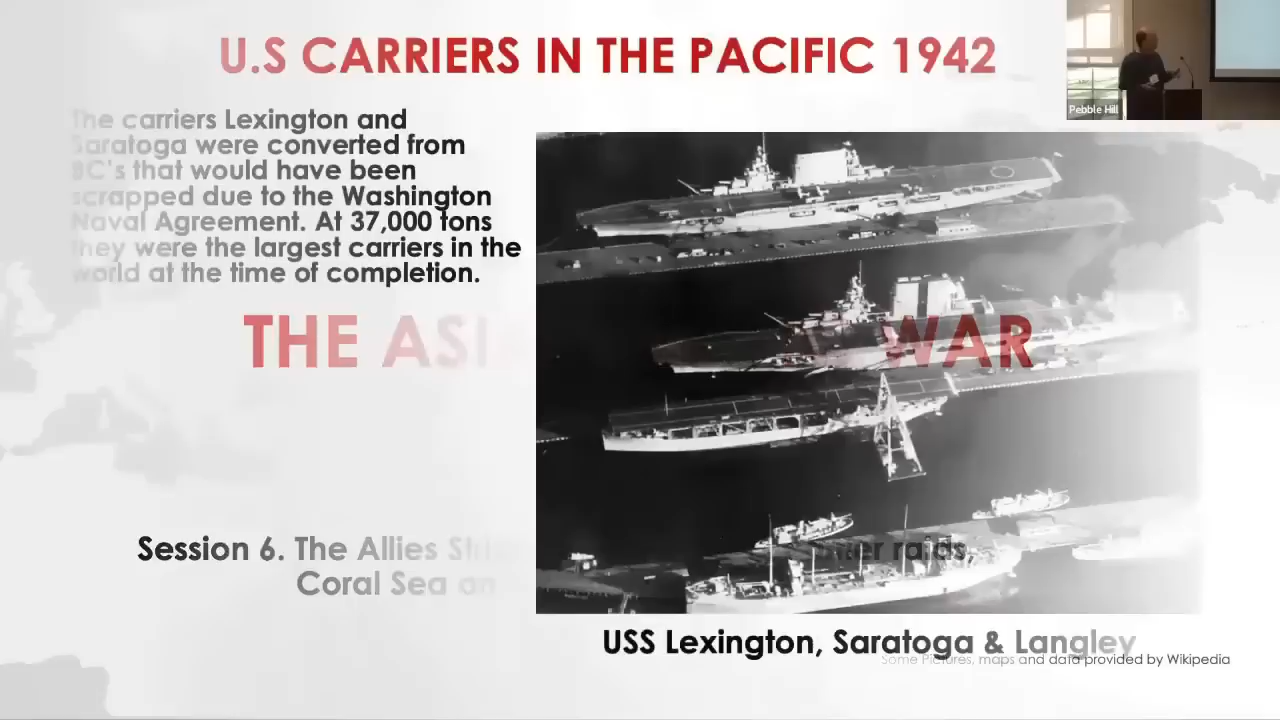 U.S CARRIERS IN THE PACIFIC 1942
Pebble Hill
The carriers Lexington and
Saratoga were converted from
BC's that would have been
scrapped due to the Washington
Naval Agreement. At 37,000 tons
they were the largest carriers in the
world at the time of completion.
THE ASI WAR
Session 6. The Allies raids,
Coral Sea an
USS Lexington, Saratoga & Langley
Some Pictures, maps and data provided by Wikipedia